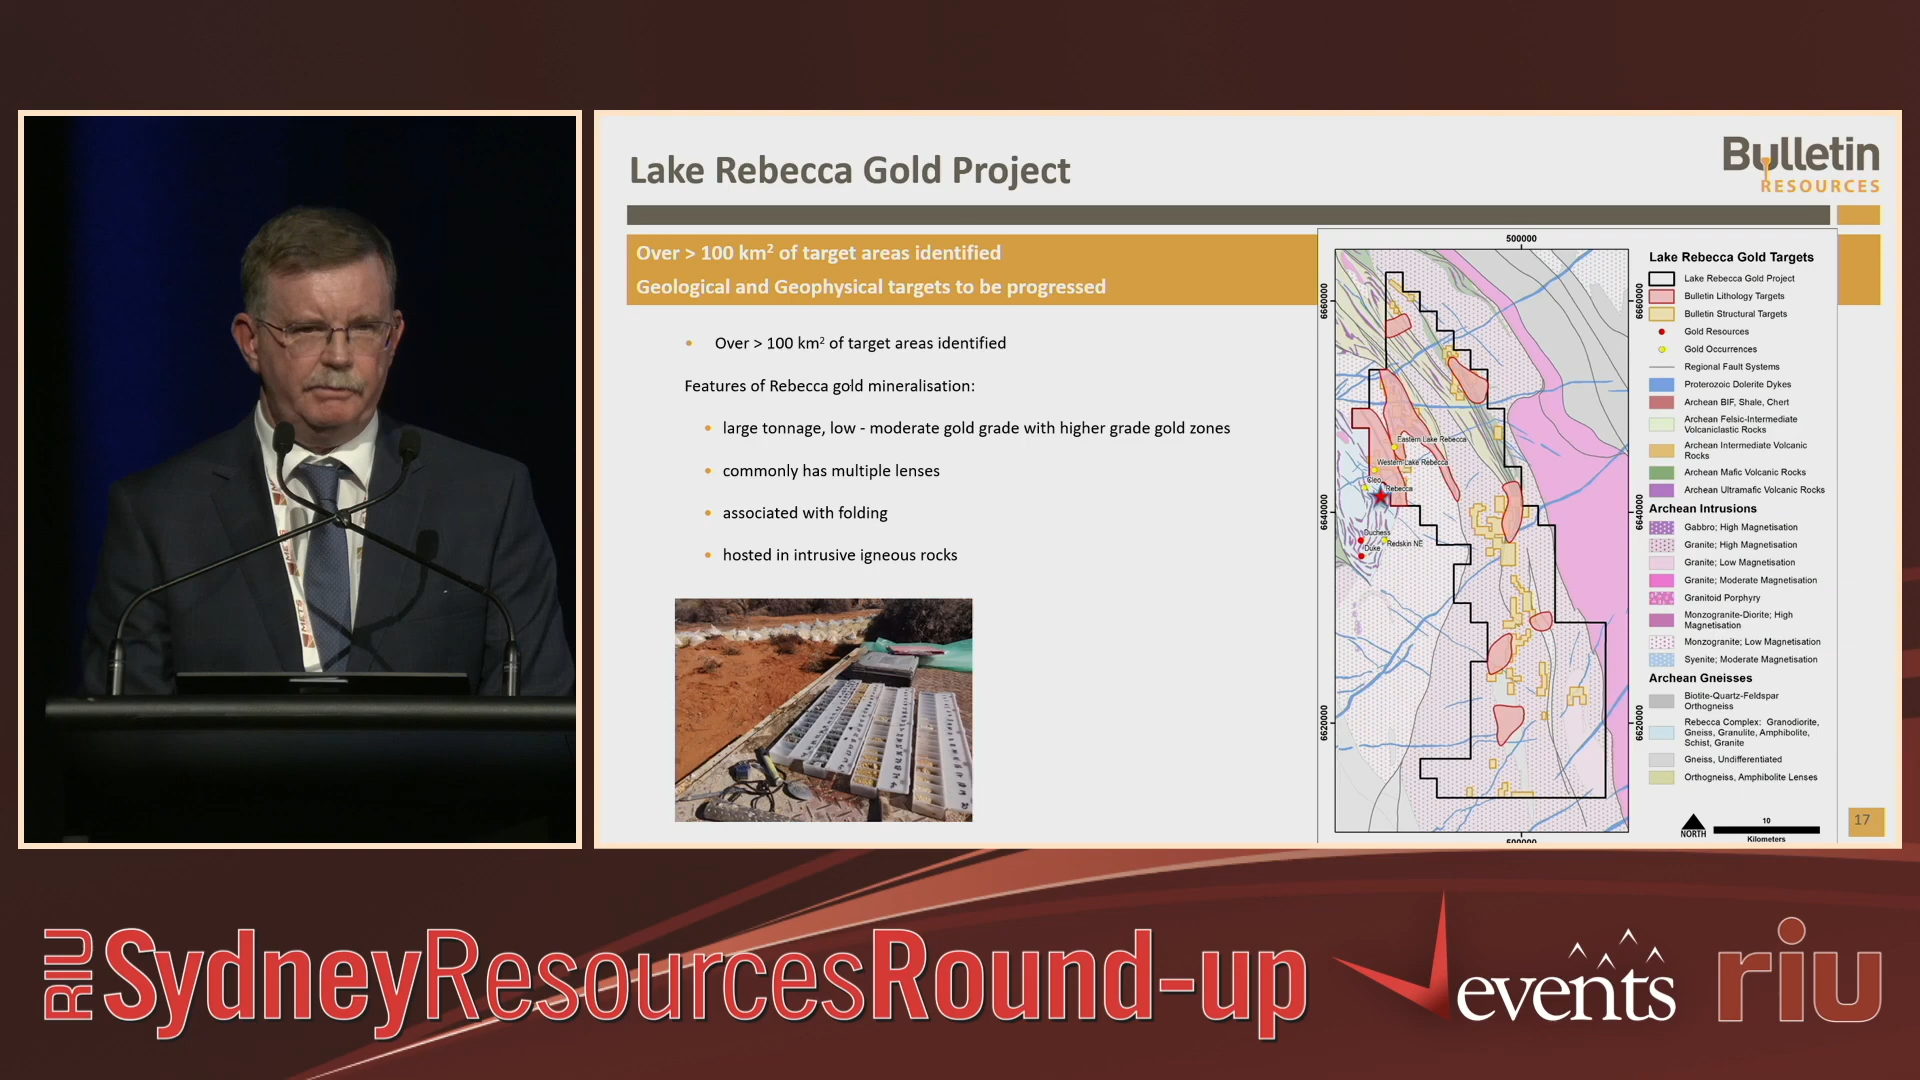 Lake Rebecca Gold Project
Bulletin
RESOURCES
Over > 100 km² of target areas identified
Geological and Geophysical targets to be progressed
• Over > 100 km² of target areas identified
Features of Rebecca gold mineralisation:
• large tonnage, low - moderate gold grade with higher grade gold zones
• commonly has multiple lenses
• associated with folding
• hosted in intrusive igneous rocks
500000
6660000
6660000
Eastern Lake Rebecca
Western Lake Rebecca
Cleo
Rebecca
6640000
6640000
Duchess
Redskin NE
Duke
6620000
6620000
500000
Lake Rebecca Gold Targets
Lake Rebecca Gold Project
Bulletin Lithology Targets
Bulletin Structural Targets
Gold Resources
Gold Occurrences
Regional Fault Systems
Proterozoic Dolerite Dykes
Archean BIF, Shale, Chert
Archean Felsic-Intermediate
Volcaniclastic Rocks
Archean Intermediate Volcanic
Rocks
Archean Mafic Volcanic Rocks
Archean Ultramafic Volcanic Rocks
Archean Intrusions
Gabbro; High Magnetisation
Granite; High Magnetisation
Granite; Low Magnetisation
Granite; Moderate Magnetisation
Granitoid Porphyry
Monzogranite-Diorite; High
Magnetisation
Monzogranite; Low Magnetisation
Syenite; Moderate Magnetisation
Archean Gneisses
Biotite-Quartz-Feldspar
Orthogneiss
Rebecca Complex: Granodiorite,
Gneiss, Granulite, Amphibolite,
Schist, Granite
Gneiss, Undifferentiated
Orthogneiss, Amphibolite Lenses
NORTH
10
Kilometers
17
METS
RIU SydneyResourcesRound-up
events
riu